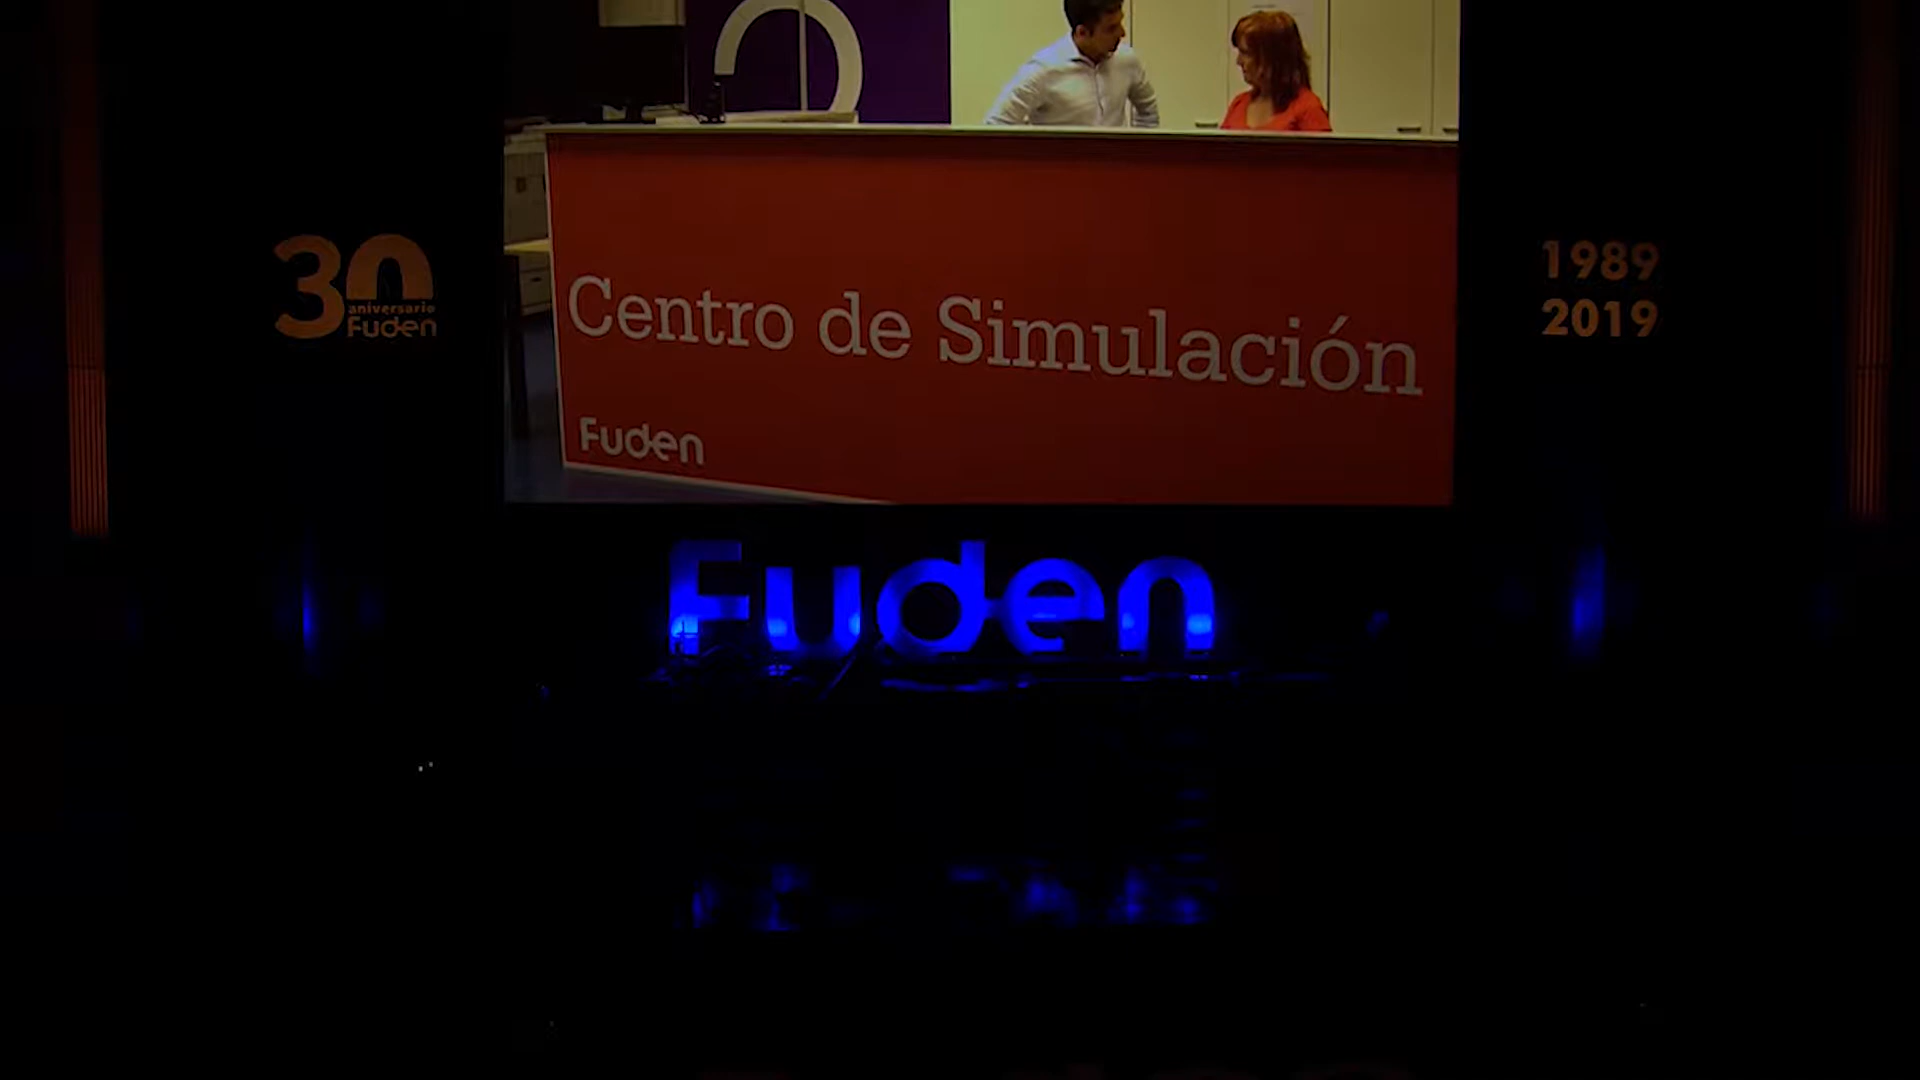 Centro de Simulación
Fuden
30
aniversario
Fuden
1989
2019
Fuden